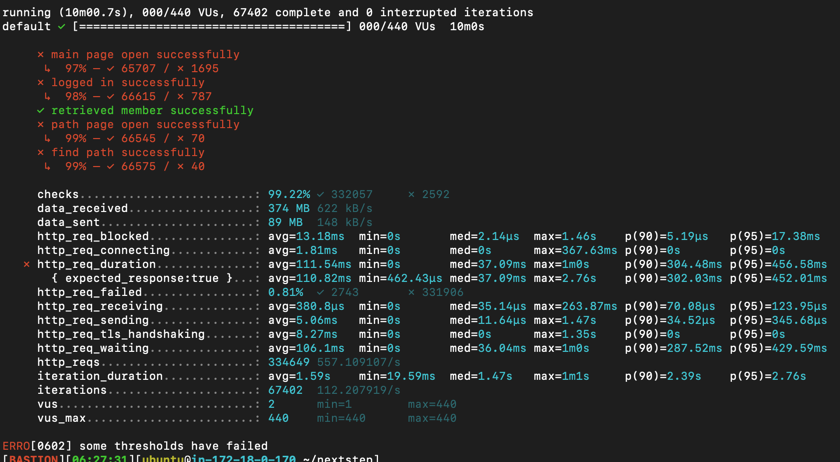 running (10m00.7s), 000/440 VUs, 67402 complete and 0 interrupted iterations
default ✓ [======================================] 000/440 VUs  10m0s
✗ main page open successfully
↳  97% — ✓ 65707 / ✗ 1695
✗ logged in successfully
↳  98% — ✓ 66615 / ✗ 787
✓ retrieved member successfully
✗ path page open successfully
↳  99% — ✓ 66545 / ✗ 70
✗ find path successfully
↳  99% — ✓ 66575 / ✗ 40
checks.........................: 99.22% ✓ 332057     ✗ 2592
data_received..................: 374 MB 622 kB/s
data_sent......................: 89 MB  148 kB/s
http_req_blocked...............: avg=13.18ms  min=0s       med=2.14µs  max=1.46s    p(90)=5.19µs   p(95)=17.38ms
http_req_connecting............: avg=1.81ms   min=0s       med=0s      max=367.63ms p(90)=0s       p(95)=0s
✗ http_req_duration..............: avg=111.54ms min=0s       med=37.09ms max=1m0s     p(90)=304.48ms p(95)=456.58ms
{ expected_response:true }...: avg=110.82ms min=462.43µs med=37.09ms max=2.76s    p(90)=302.03ms p(95)=452.01ms
http_req_failed................: 0.81%  ✓ 2743       ✗ 331906
http_req_receiving.............: avg=380.8µs  min=0s       med=35.14µs max=263.87ms p(90)=70.08µs  p(95)=123.95µs
http_req_sending...............: avg=5.06ms   min=0s       med=11.64µs max=1.47s    p(90)=34.52µs  p(95)=345.68µs
http_req_tls_handshaking.......: avg=8.27ms   min=0s       med=0s      max=1.35s    p(90)=0s       p(95)=0s
http_req_waiting...............: avg=106.1ms  min=0s       med=36.04ms max=1m0s     p(90)=287.52ms p(95)=429.59ms
http_reqs......................: 334649 557.109107/s
iteration_duration.............: avg=1.59s    min=19.59ms  med=1.47s   max=1m1s     p(90)=2.39s    p(95)=2.76s
iterations.....................: 67402  112.207919/s
vus............................: 2      min=1        max=440
vus_max........................: 440    min=440      max=440
ERRO[0602] some thresholds have failed
[BASTION][06:27:31][ubuntu@ip-172-18-0-170 ~/nextstep]